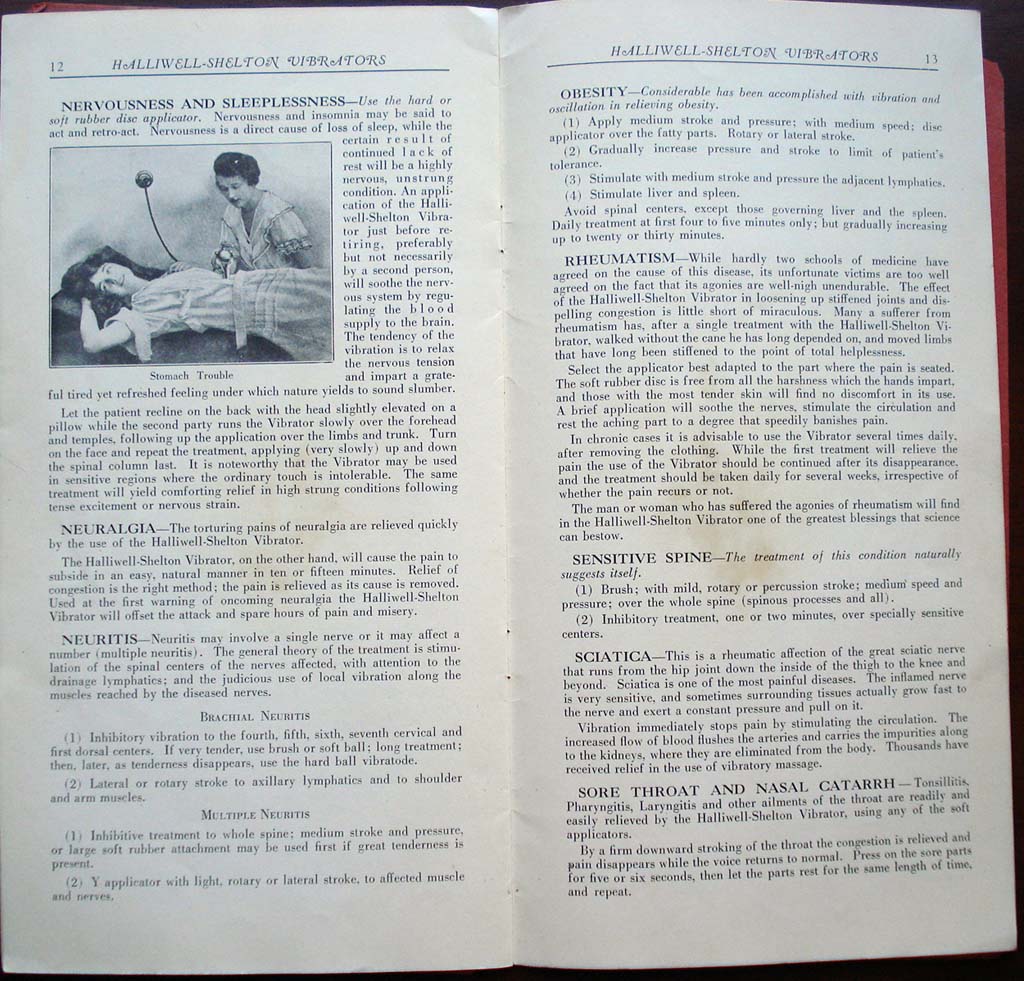 12 HALLIWELL-SHELTON VIBRATORS
NERVOUSNESS AND SLEEPLESSNESS—Use the hard or
soft rubber disc applicator. Nervousness and insomnia may be said to
act and retro-act. Nervousness is a direct cause of loss of sleep, while the
certain result of
continued lack of
rest will be a highly
nervous, unstrung
condition. An appli-
cation of the Halli-
well-Shelton Vibra-
tor just before re-
tiring, preferably
but not necessarily
by a second person,
will soothe the nerv-
ous system by regu-
lating the blood
supply to the brain.
The tendency of the
vibration is to relax
the nervous tension
and impart a grate-
Stomach Trouble
ful tired yet refreshed feeling under which nature yields to sound slumber.
Let the patient recline on the back with the head slightly elevated on a
pillow while the second party runs the Vibrator slowly over the forehead
and temples, following up the application over the limbs and trunk. Turn
on the face and repeat the treatment, applying (very slowly) up and down
the spinal column last. It is noteworthy that the Vibrator may be used
in sensitive regions where the ordinary touch is intolerable. The same
treatment will yield comforting relief in high strung conditions following
tense excitement or nervous strain.
NEURALGIA—The torturing pains of neuralgia are relieved quickly
by the use of the Halliwell-Shelton Vibrator.
The Halliwell-Shelton Vibrator, on the other hand, will cause the pain to
subside in an easy, natural manner in ten or fifteen minutes. Relief of
congestion is the right method; the pain is relieved as its cause is removed.
Used at the first warning of oncoming neuralgia the Halliwell-Shelton
Vibrator will offset the attack and spare hours of pain and misery.
NEURITIS—Neuritis may involve a single nerve or it may affect a
number (multiple neuritis). The general theory of the treatment is stimu-
lation of the spinal centers of the nerves affected, with attention to the
drainage lymphatics; and the judicious use of local vibration along the
muscles reached by the diseased nerves.
BRACHIAL NEURITIS
(1) Inhibitory vibration to the fourth, fifth, sixth, seventh cervical and
first dorsal centers. If very tender, use brush or soft ball; long treatment;
then, later, as tenderness disappears, use the hard ball vibratode.
(2) Lateral or rotary stroke to axillary lymphatics and to shoulder
and arm muscles.
MULTIPLE NEURITIS
(1) Inhibitive treatment to whole spine; medium stroke and pressure,
or large soft rubber attachment may be used first if great tenderness is
present.
(2) Y applicator with light, rotary or lateral stroke, to affected muscle
and nerves.
HALLIWELL-SHELTON VIBRATORS 13
OBESITY—Considerable has been accomplished with vibration and
oscillation in relieving obesity.
(1) Apply medium stroke and pressure; with medium speed; disc
applicator over the fatty parts. Rotary or lateral stroke.
(2) Gradually increase pressure and stroke to limit of patient's
tolerance.
(3) Stimulate with medium stroke and pressure the adjacent lymphatics.
(4) Stimulate liver and spleen.
Avoid spinal centers, except those governing liver and the spleen.
Daily treatment at first four to five minutes only; but gradually increasing
up to twenty or thirty minutes.
RHEUMATISM—While hardly two schools of medicine have
agreed on the cause of this disease, its unfortunate victims are too well
agreed on the fact that its agonies are well-nigh unendurable. The effect
of the Halliwell-Shelton Vibrator in loosening up stiffened joints and dis-
pelling congestion is little short of miraculous. Many a sufferer from
rheumatism has, after a single treatment with the Halliwell-Shelton Vi-
brator, walked without the cane he has long depended on, and moved limbs
that have long been stiffened to the point of total helplessness.
Select the applicator best adapted to the part where the pain is seated.
The soft rubber disc is free from all the harshness which the hands impart,
and those with the most tender skin will find no discomfort in its use.
A brief application will soothe the nerves, stimulate the circulation and
rest the aching part to a degree that speedily banishes pain.
In chronic cases it is advisable to use the Vibrator several times daily,
after removing the clothing. While the first treatment will relieve the
pain the use of the Vibrator should be continued after its disappearance,
and the treatment should be taken daily for several weeks, irrespective of
whether the pain recurs or not.
The man or woman who has suffered the agonies of rheumatism will find
in the Halliwell-Shelton Vibrator one of the greatest blessings that science
can bestow.
SENSITIVE SPINE—The treatment of this condition naturally
suggests itself.
(1) Brush; with mild, rotary or percussion stroke; medium speed and
pressure; over the whole spine (spinous processes and all).
(2) Inhibitory treatment, one or two minutes, over specially sensitive
centers.
SCIATICA—This is a rheumatic affection of the great sciatic nerve
that runs from the hip joint down the inside of the thigh to the knee and
beyond. Sciatica is one of the most painful diseases. The inflamed nerve
is very sensitive, and sometimes surrounding tissues actually grow fast to
the nerve and exert a constant pressure and pull on it.
Vibration immediately stops pain by stimulating the circulation. The
increased flow of blood flushes the arteries and carries the impurities along
to the kidneys, where they are eliminated from the body. Thousands have
received relief in the use of vibratory massage.
SORE THROAT AND NASAL CATARRH—Tonsillitis,
Pharyngitis, Laryngitis and other ailments of the throat are readily and
easily relieved by the Halliwell-Shelton Vibrator, using any of the soft
applicators.
By a firm downward stroking of the throat the congestion is relieved and
pain disappears while the voice returns to normal. Press on the sore parts
for five or six seconds, then let the parts rest for the same length of time,
and repeat.